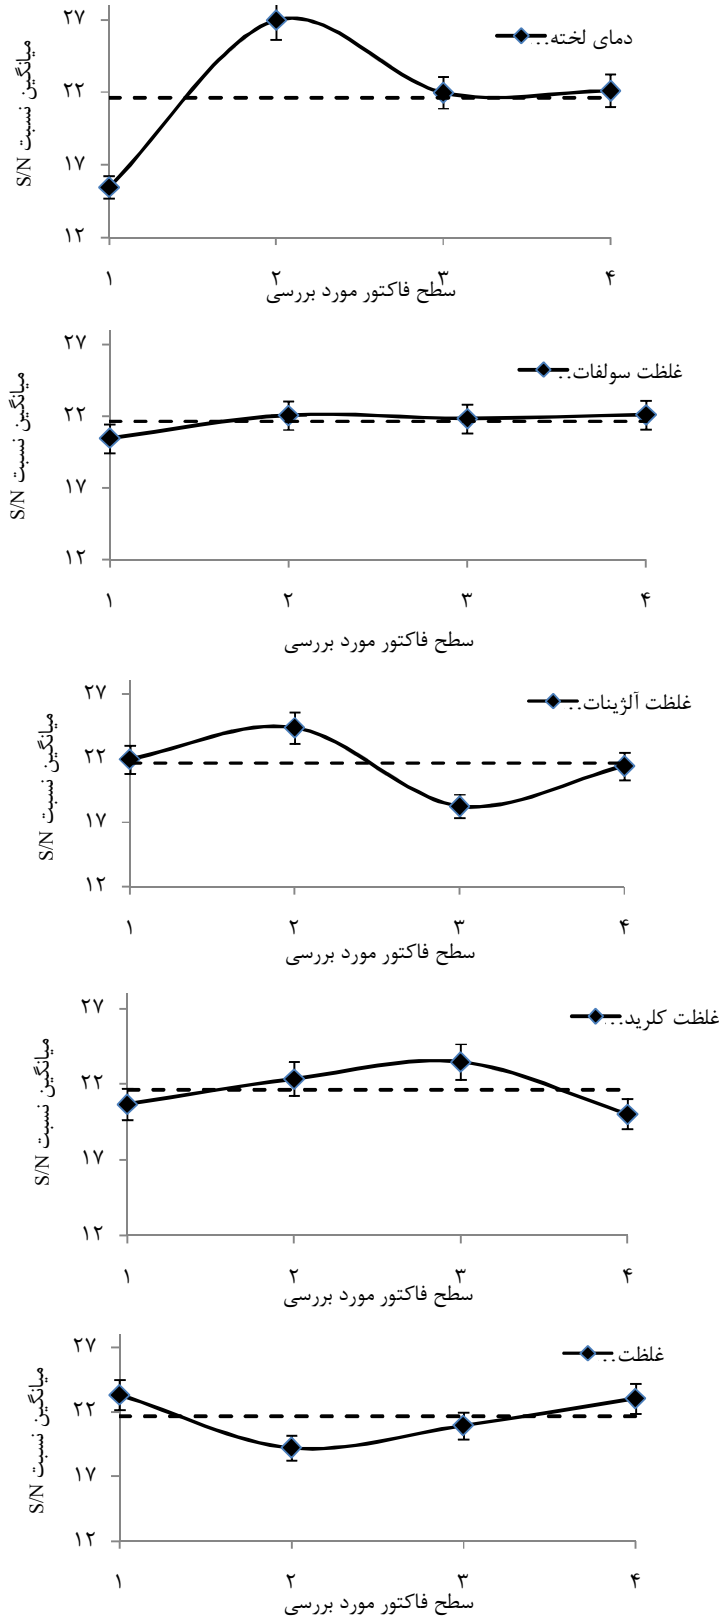 دمای لخته..
میانگین نسبت S/N
۲۷
۲۲
۱۷
۱۲
۱ ۲ ۳ ۴
سطح فاکتور مورد بررسی
غلظت سولفات..
میانگین نسبت S/N
۲۷
۲۲
۱۷
۱۲
۱ ۲ ۳ ۴
سطح فاکتور مورد بررسی
غلظت آلژینات..
میانگین نسبت S/N
۲۷
۲۲
۱۷
۱۲
۱ ۲ ۳ ۴
سطح فاکتور مورد بررسی
غلظت کلرید..
میانگین نسبت S/N
۲۷
۲۲
۱۷
۱۲
۱ ۲ ۳ ۴
سطح فاکتور مورد بررسی
غلظت..
میانگین نسبت S/N
۲۷
۲۲
۱۷
۱۲
۱ ۲ ۳ ۴
سطح فاکتور مورد بررسی